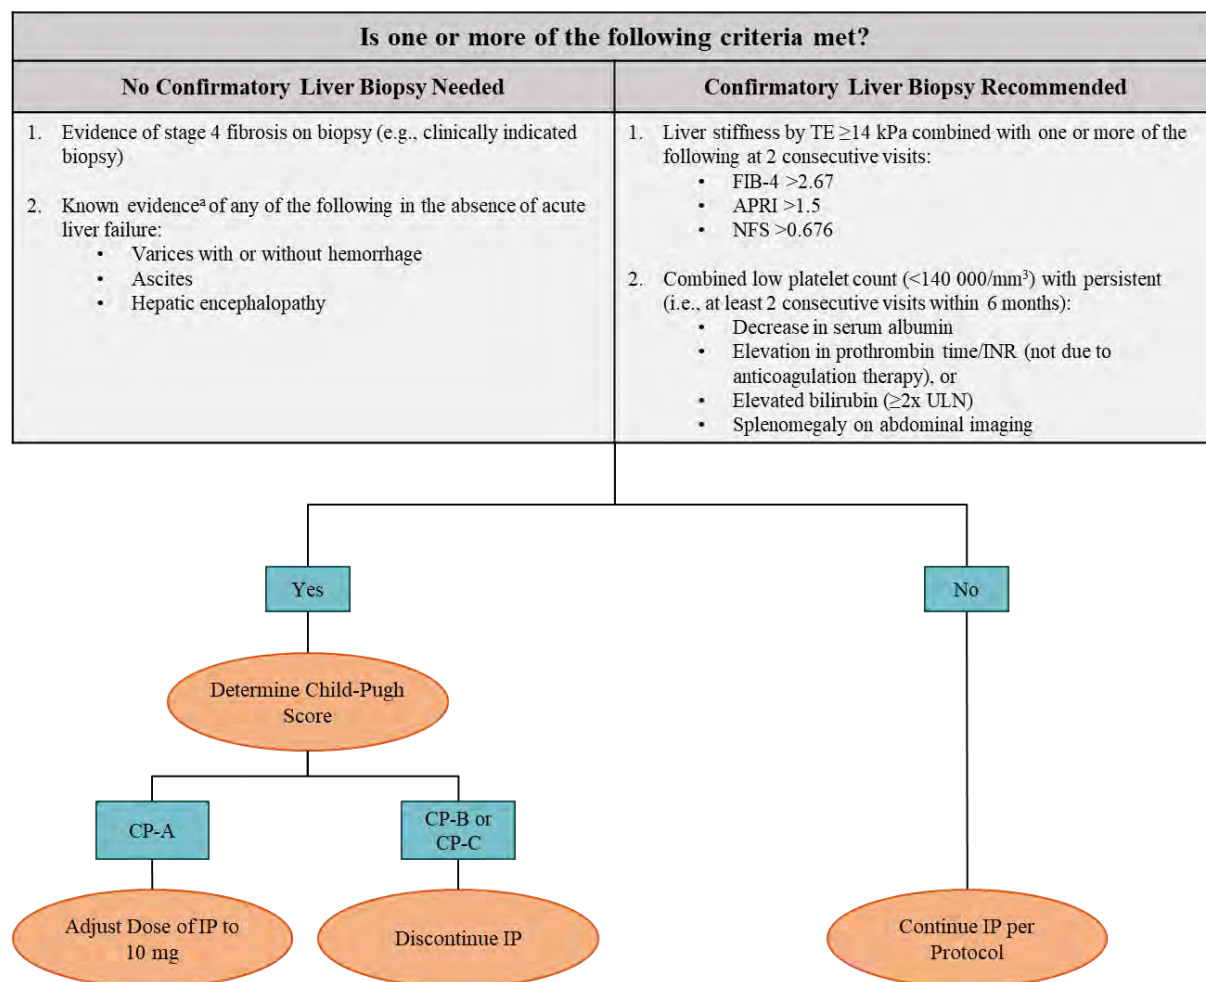 Is one or more of the following criteria met?
No Confirmatory Liver Biopsy Needed
Confirmatory Liver Biopsy Recommended
1. Evidence of stage 4 fibrosis on biopsy (e.g., clinically indicated
biopsy)
2. Known evidenceᵃ of any of the following in the absence of acute
liver failure:
• Varices with or without hemorrhage
• Ascites
• Hepatic encephalopathy
1. Liver stiffness by TE ≥14 kPa combined with one or more of the
following at 2 consecutive visits:
• FIB-4 >2.67
• APRI >1.5
• NFS >0.676
2. Combined low platelet count (<140 000/mm³) with persistent
(i.e., at least 2 consecutive visits within 6 months):
• Decrease in serum albumin
• Elevation in prothrombin time/INR (not due to
anticoagulation therapy), or
• Elevated bilirubin (≥2x ULN)
• Splenomegaly on abdominal imaging
Yes
No
Determine Child-Pugh
Score
CP-A
CP-B or
CP-C
Adjust Dose of IP to
10 mg
Discontinue IP
Continue IP per
Protocol